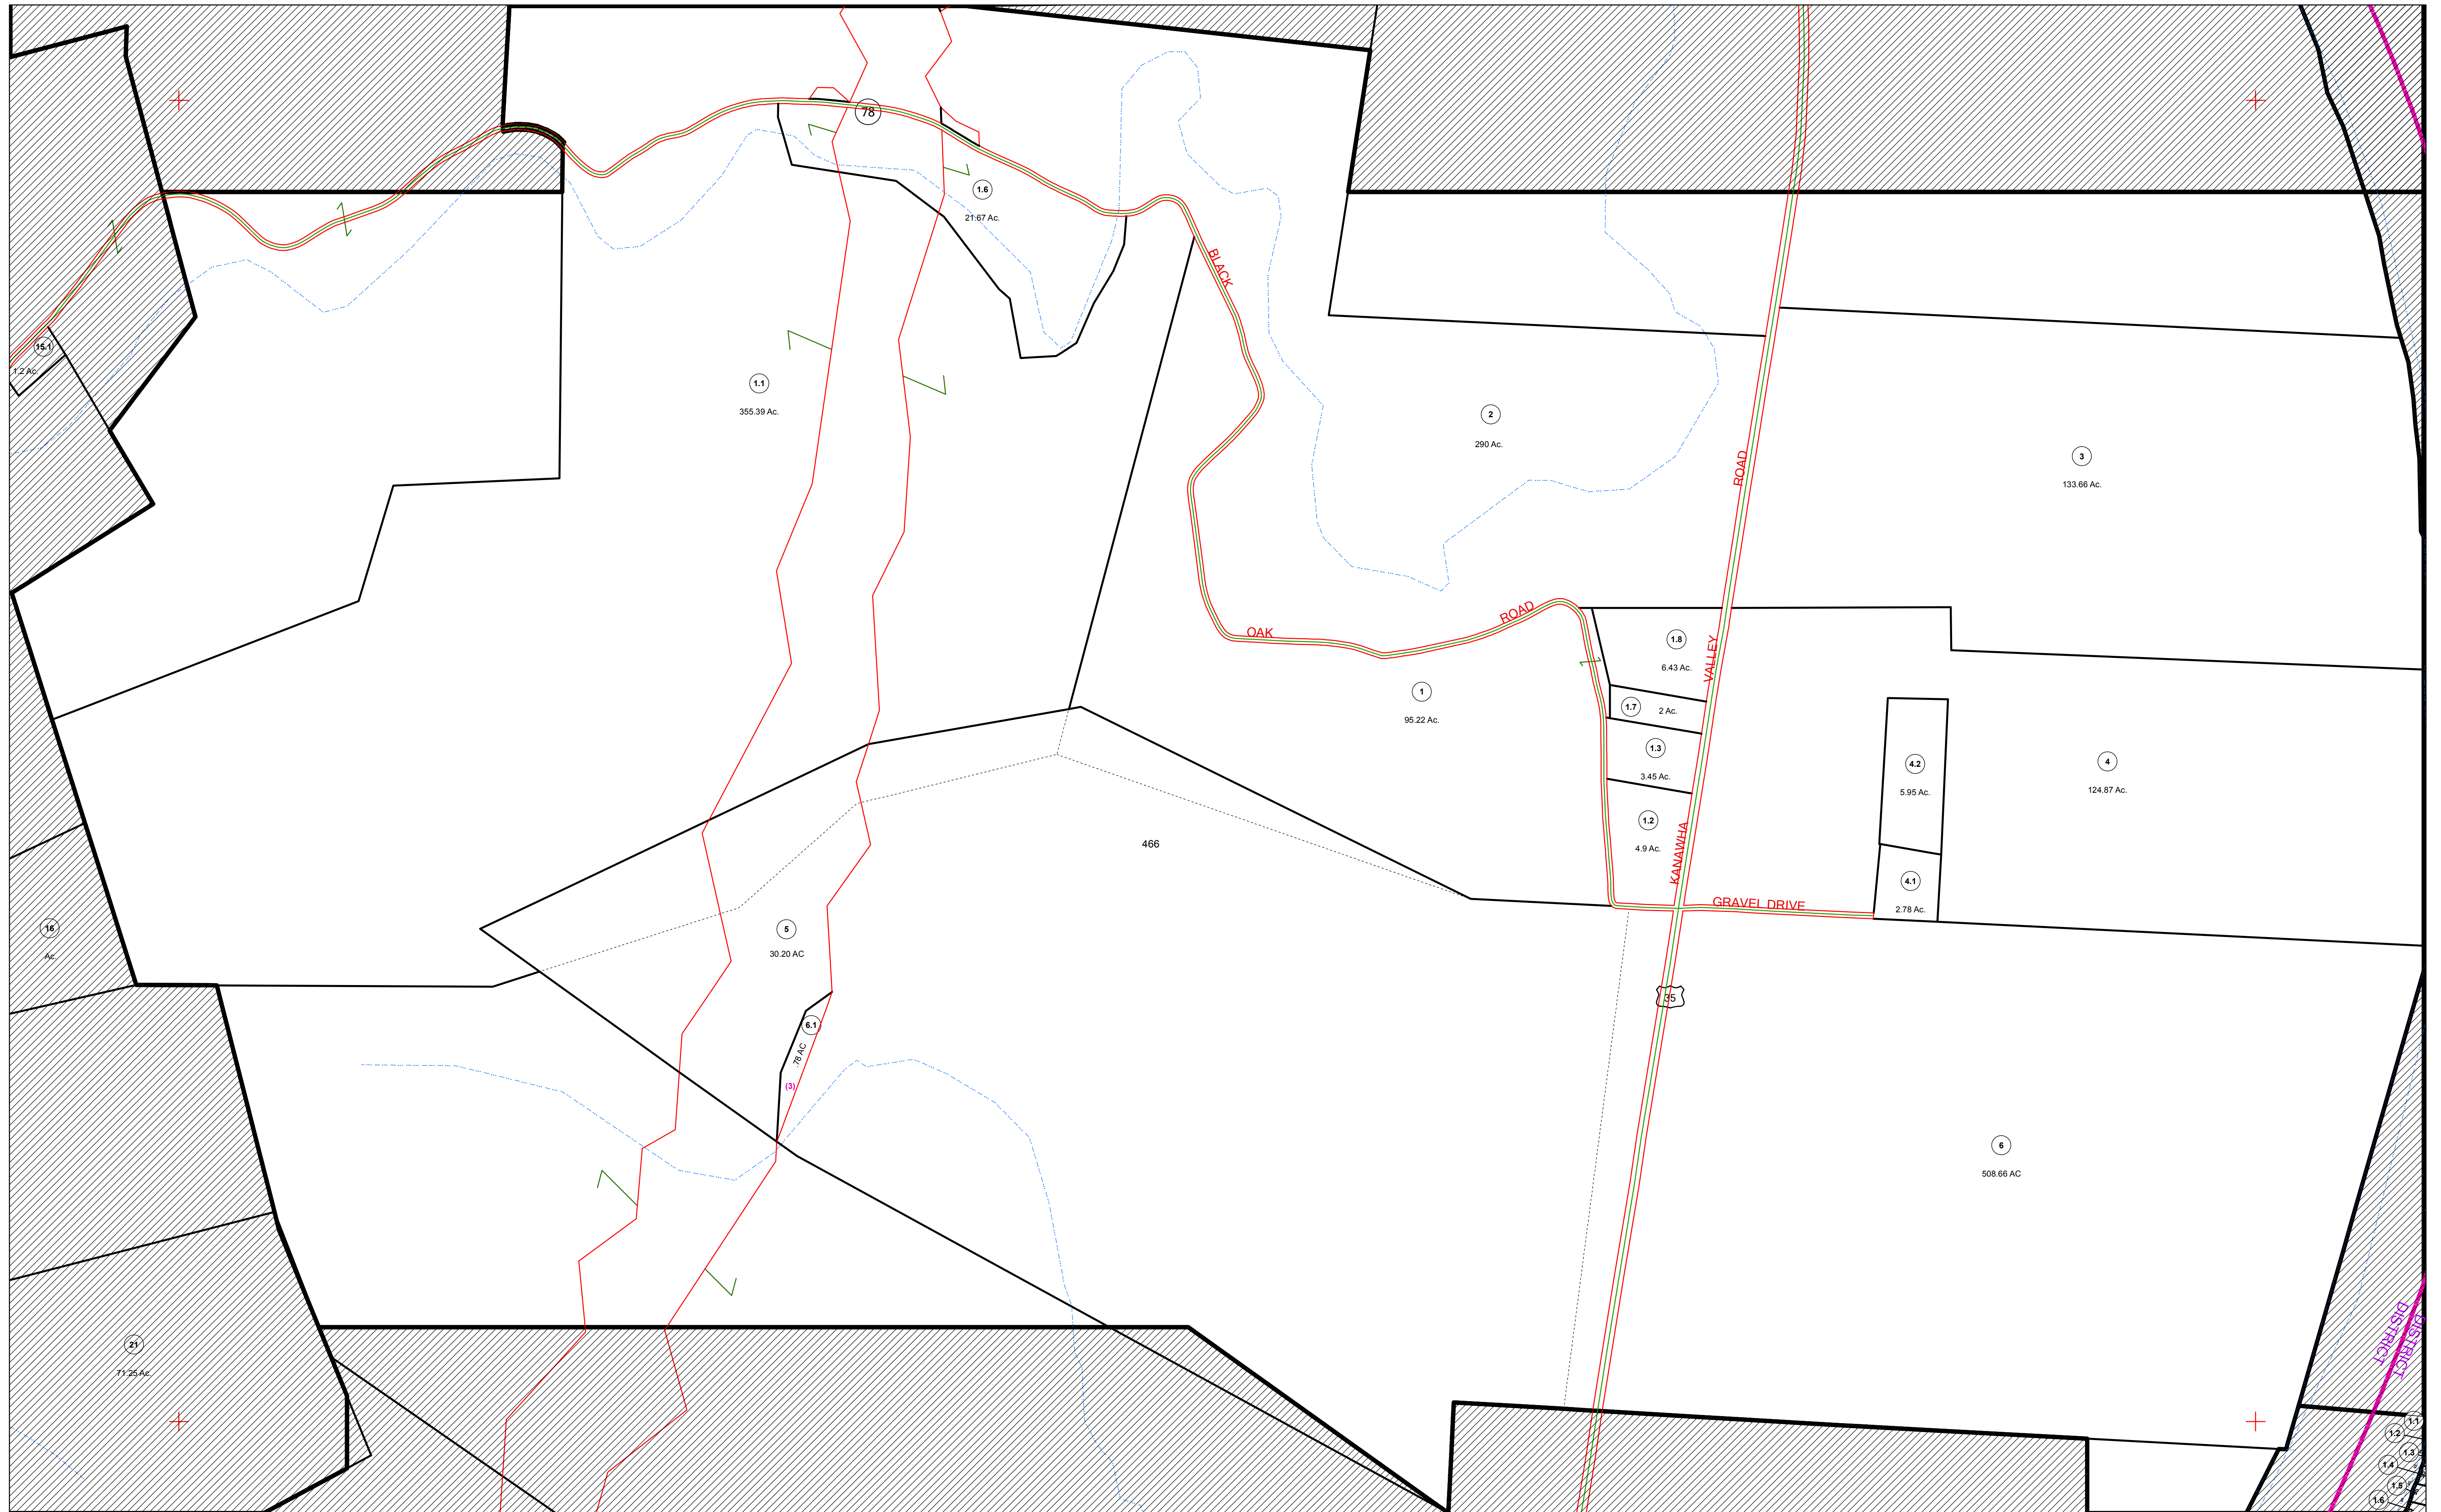 78
1.6
21.67 Ac.
BLACK
15.1
1.2 Ac.
1.1
355.39 Ac.
2
290 Ac.
ROAD
3
133.66 Ac.
OAK
ROAD
1.8
6.43 Ac.
VALLEY
1
95.22 Ac.
1.7
2 Ac.
1.3
3.45 Ac.
4.2
5.95 Ac.
4
124.87 Ac.
1.2
4.9 Ac.
KANAWHA
466
4.1
2.78 Ac.
GRAVEL DRIVE
16
Ac.
5
30.20 AC
35
6.1
.78 AC
(3)
6
508.66 AC
21
71.25 Ac.
DISTRICT
DISTRICT
1.1
1.2
1.3
1.4
1.5
1.6